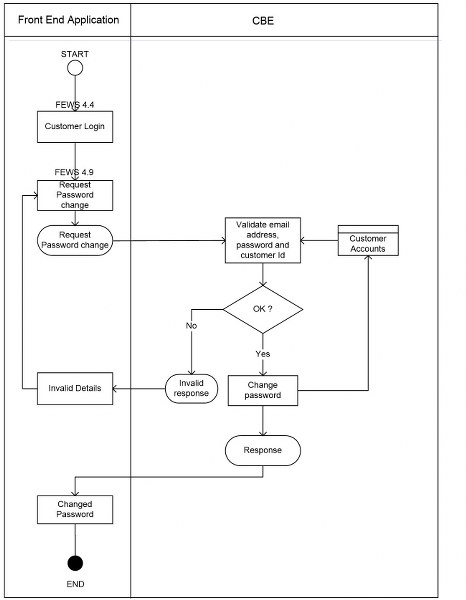 Front End Application
CBE
START
FEWS 4.4
Customer Login
FEWS 4.9
Request
Password
change
Request
Password change
Validate email
address,
password and
customer Id
Customer
Accounts
OK ?
No
Yes
Invalid Details
Invalid
response
Change
password
Response
Changed
Password
END